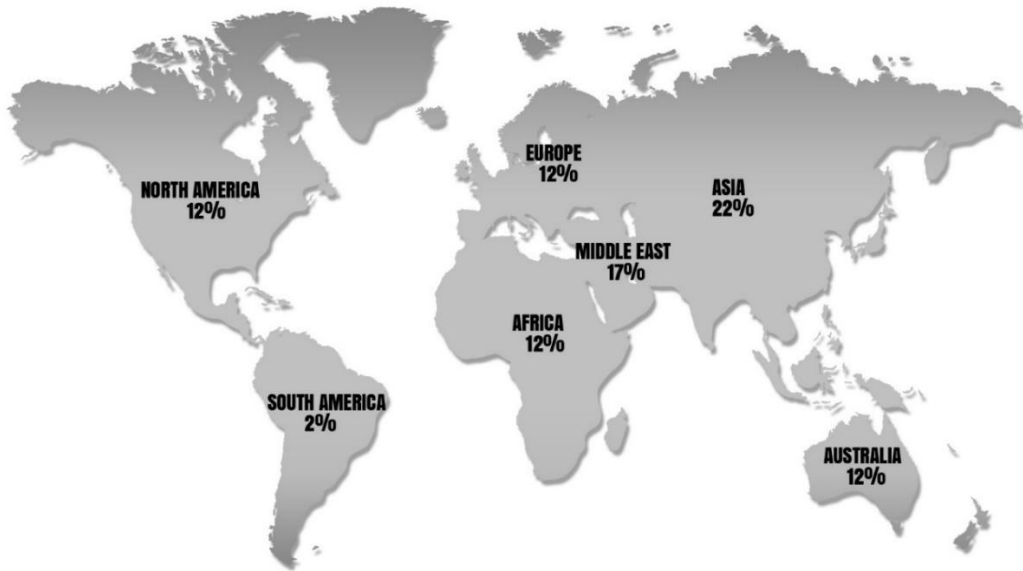 EUROPE
12%
NORTH AMERICA
12%
ASIA
22%
MIDDLE EAST
17%
AFRICA
12%
SOUTH AMERICA
2%
AUSTRALIA
12%